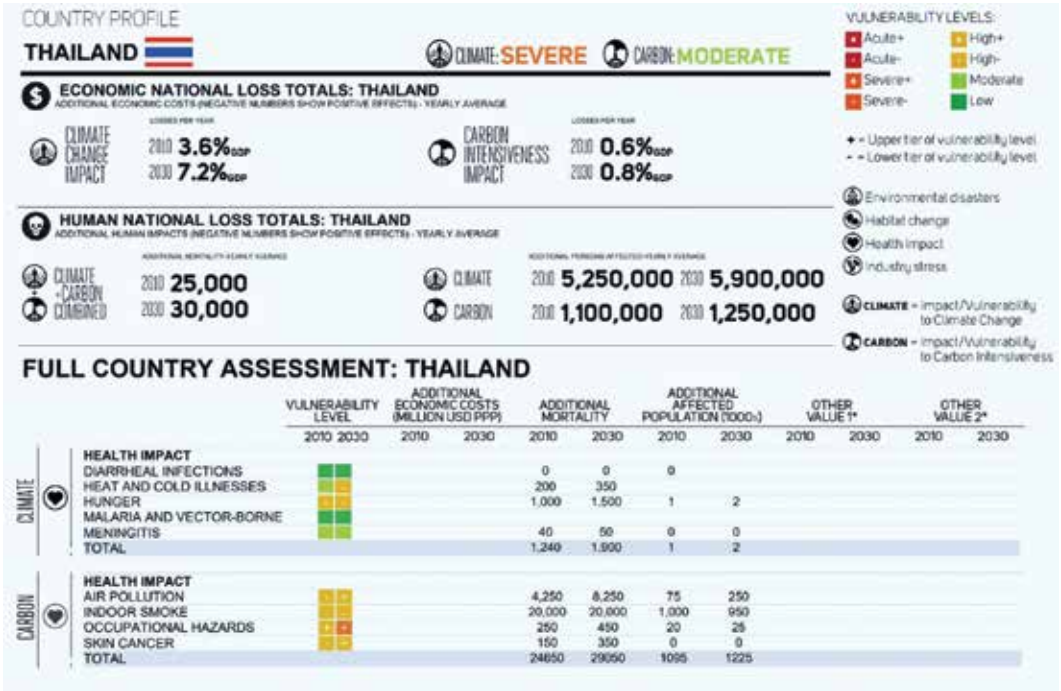 COUNTRY PROFILE
THAILAND
CLIMATE: SEVERE CARBON: MODERATE
VULNERABILITY LEVELS:
Acute+ High+
Acute- High-
Severe+ Moderate
Severe- Low
+ = Upper tier of vulnerability level
- = Lower tier of vulnerability level
Environmental disasters
Habitat change
Health impact
Industry stress
CLIMATE = Impact/Vulnerability
to Climate Change
CARBON = Impact/Vulnerability
to Carbon Intensiveness
$ ECONOMIC NATIONAL LOSS TOTALS: THAILAND
ADDITIONAL ECONOMIC COSTS (NEGATIVE NUMBERS SHOW POSITIVE EFFECTS) - YEARLY AVERAGE
CLIMATE CHANGE IMPACT
LOSSES PER YEAR
2010 3.6% GDP
2030 7.2% GDP
CARBON INTENSIVENESS IMPACT
LOSSES PER YEAR
2010 0.6% GDP
2030 0.8% GDP
HUMAN NATIONAL LOSS TOTALS: THAILAND
ADDITIONAL HUMAN IMPACTS (NEGATIVE NUMBERS SHOW POSITIVE EFFECTS) - YEARLY AVERAGE
CLIMATE + CARBON COMBINED
ADDITIONAL MORTALITY YEARLY AVERAGE
2010 25,000
2030 30,000
ADDITIONAL PERSONS AFFECTED YEARLY AVERAGE
CLIMATE 2010 5,250,000 2030 5,900,000
CARBON 2010 1,100,000 2030 1,250,000
FULL COUNTRY ASSESSMENT: THAILAND
VULNERABILITY LEVEL ADDITIONAL ECONOMIC COSTS (MILLION USD PPP) ADDITIONAL MORTALITY ADDITIONAL AFFECTED POPULATION ('000s) OTHER VALUE 1* OTHER VALUE 2*
2010 2030 2010 2030 2010 2030 2010 2030 2010 2030 2010 2030
CLIMATE
HEALTH IMPACT
DIARRHEAL INFECTIONS 0 0 0
HEAT AND COLD ILLNESSES 200 350
HUNGER 1,000 1,500 1 2
MALARIA AND VECTOR-BORNE
MENINGITIS 40 50 0 0
TOTAL 1,240 1,900 1 2
CARBON
HEALTH IMPACT
AIR POLLUTION 4,250 8,250 75 250
INDOOR SMOKE 20,000 20,000 1,000 950
OCCUPATIONAL HAZARDS 250 450 20 25
SKIN CANCER 150 350 0 0
TOTAL 24650 29050 1095 1225